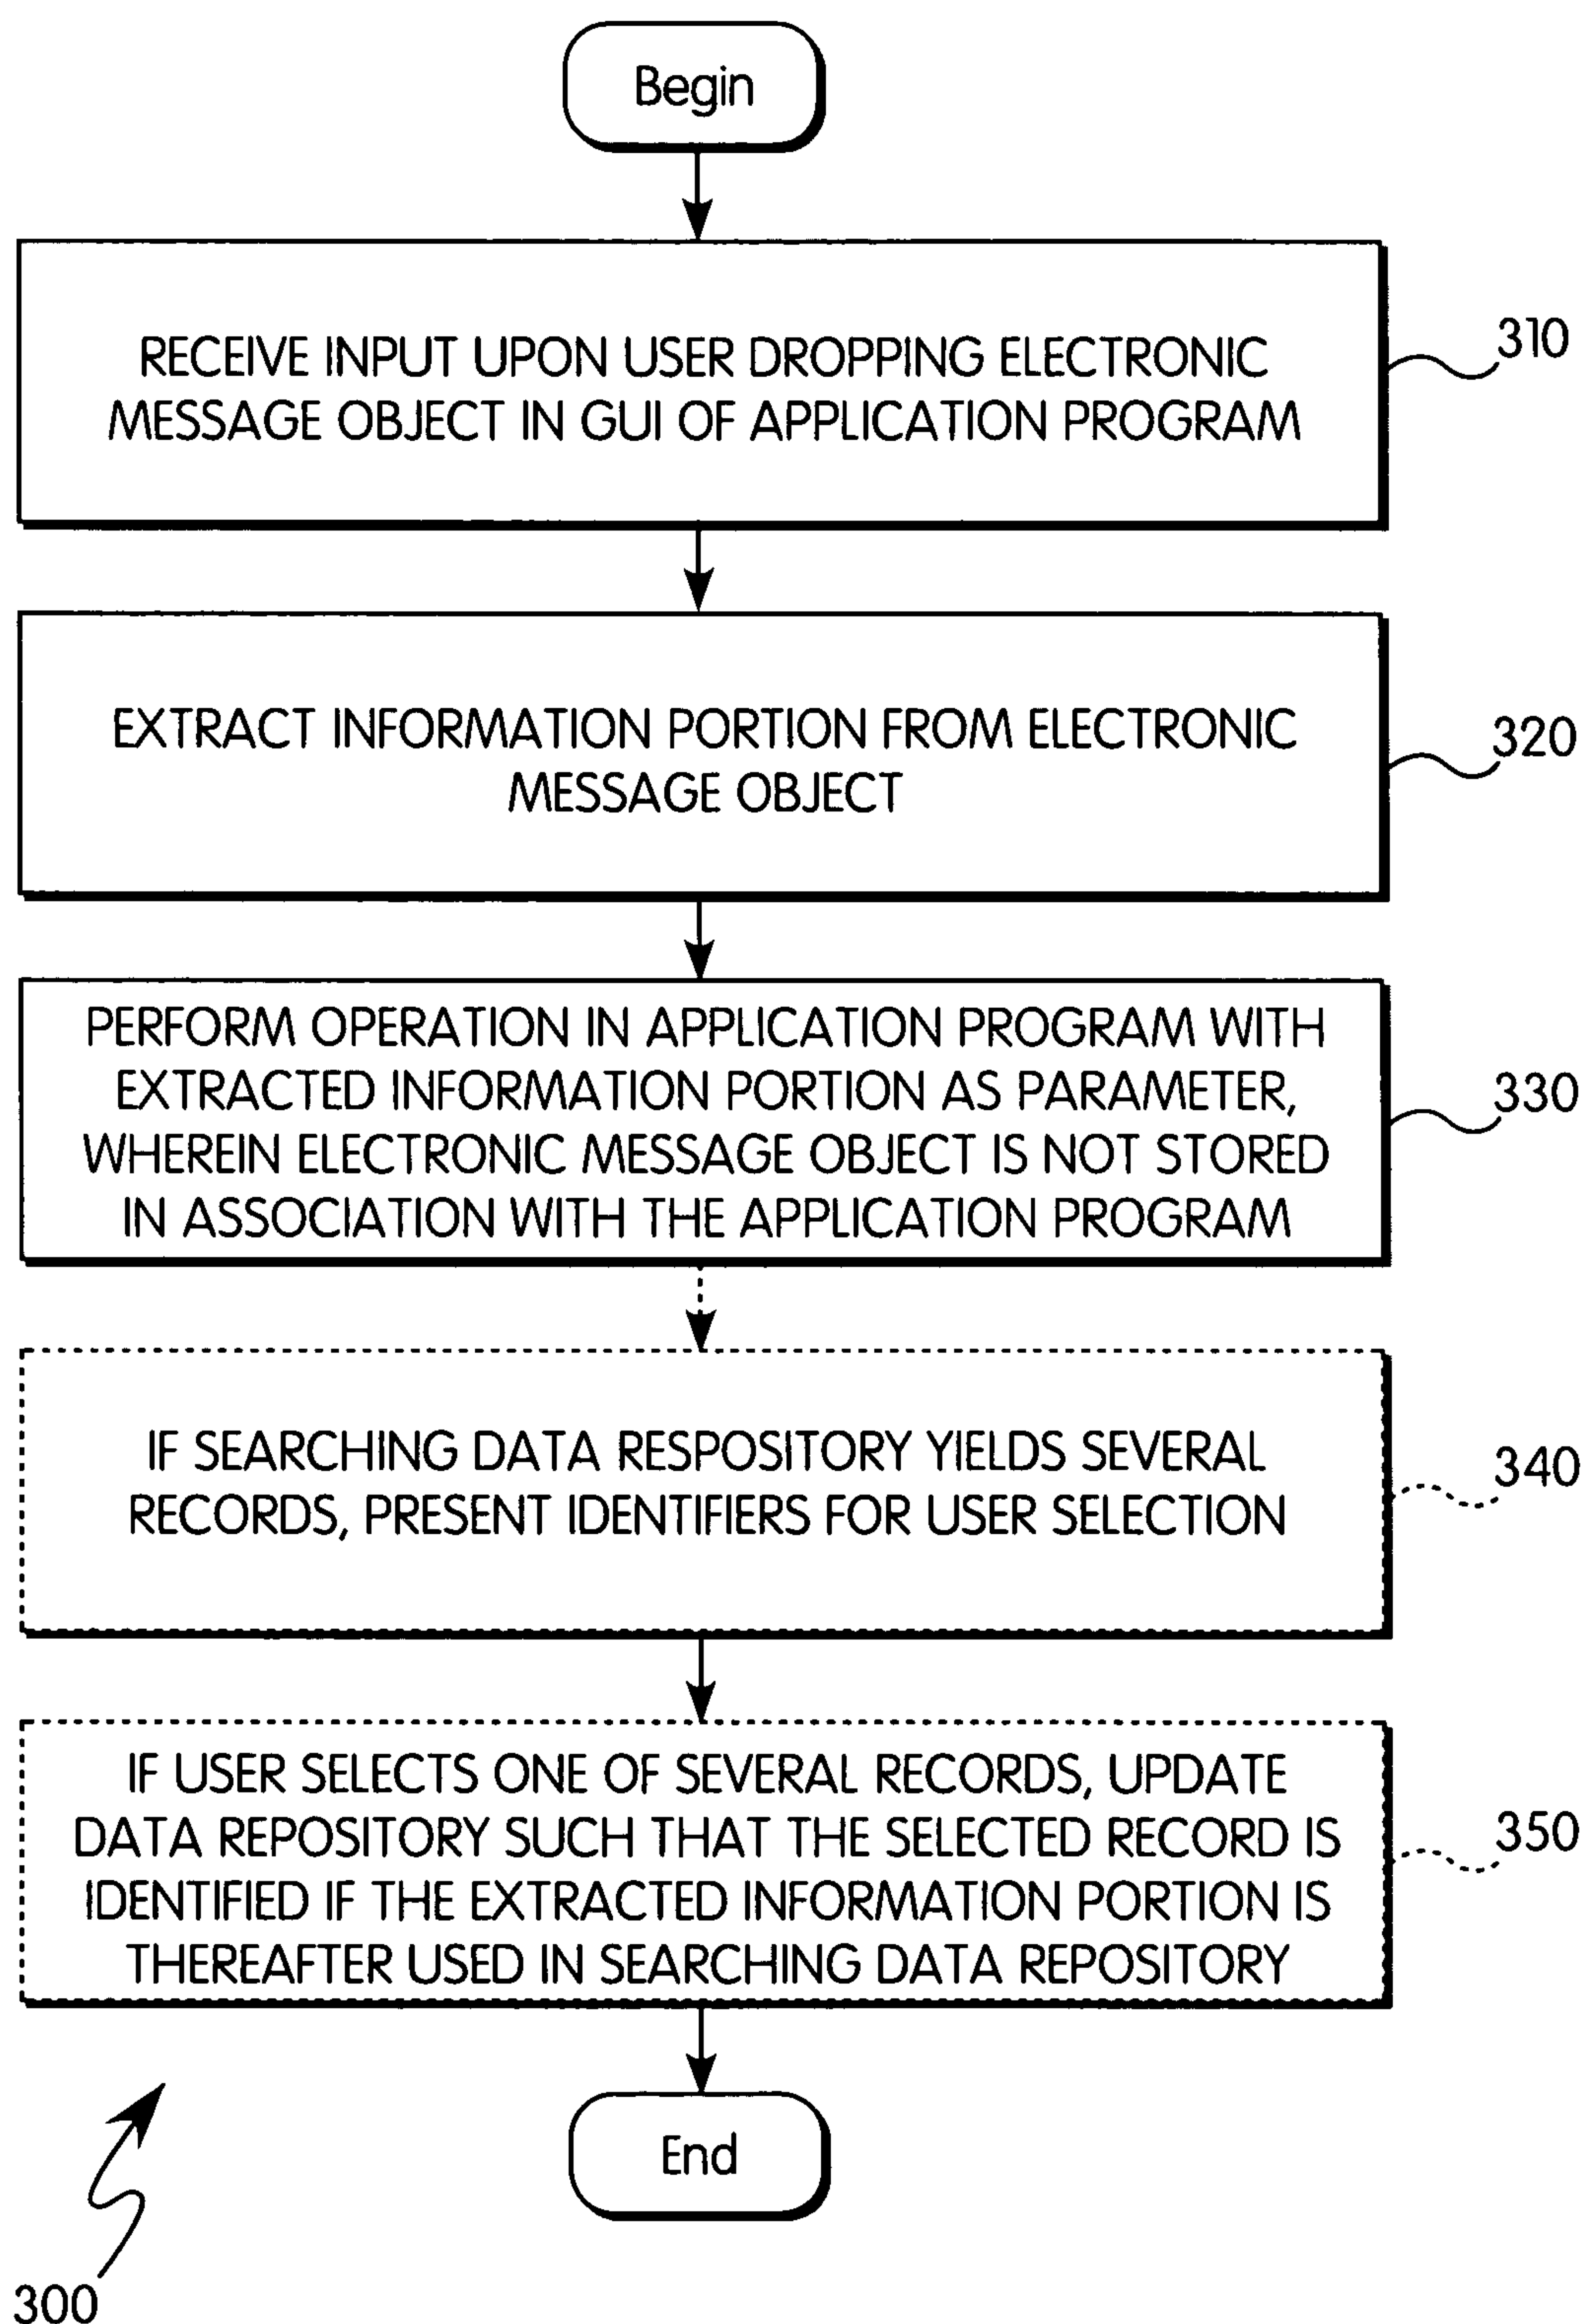 Begin
RECEIVE INPUT UPON USER DROPPING ELECTRONIC
MESSAGE OBJECT IN GUI OF APPLICATION PROGRAM
310
EXTRACT INFORMATION PORTION FROM ELECTRONIC
MESSAGE OBJECT
320
PERFORM OPERATION IN APPLICATION PROGRAM WITH
EXTRACTED INFORMATION PORTION AS PARAMETER,
WHEREIN ELECTRONIC MESSAGE OBJECT IS NOT STORED
IN ASSOCIATION WITH THE APPLICATION PROGRAM
330
IF SEARCHING DATA RESPOSITORY YIELDS SEVERAL
RECORDS, PRESENT IDENTIFIERS FOR USER SELECTION
340
IF USER SELECTS ONE OF SEVERAL RECORDS, UPDATE
DATA REPOSITORY SUCH THAT THE SELECTED RECORD IS
IDENTIFIED IF THE EXTRACTED INFORMATION PORTION IS
THEREAFTER USED IN SEARCHING DATA REPOSITORY
350
End
300